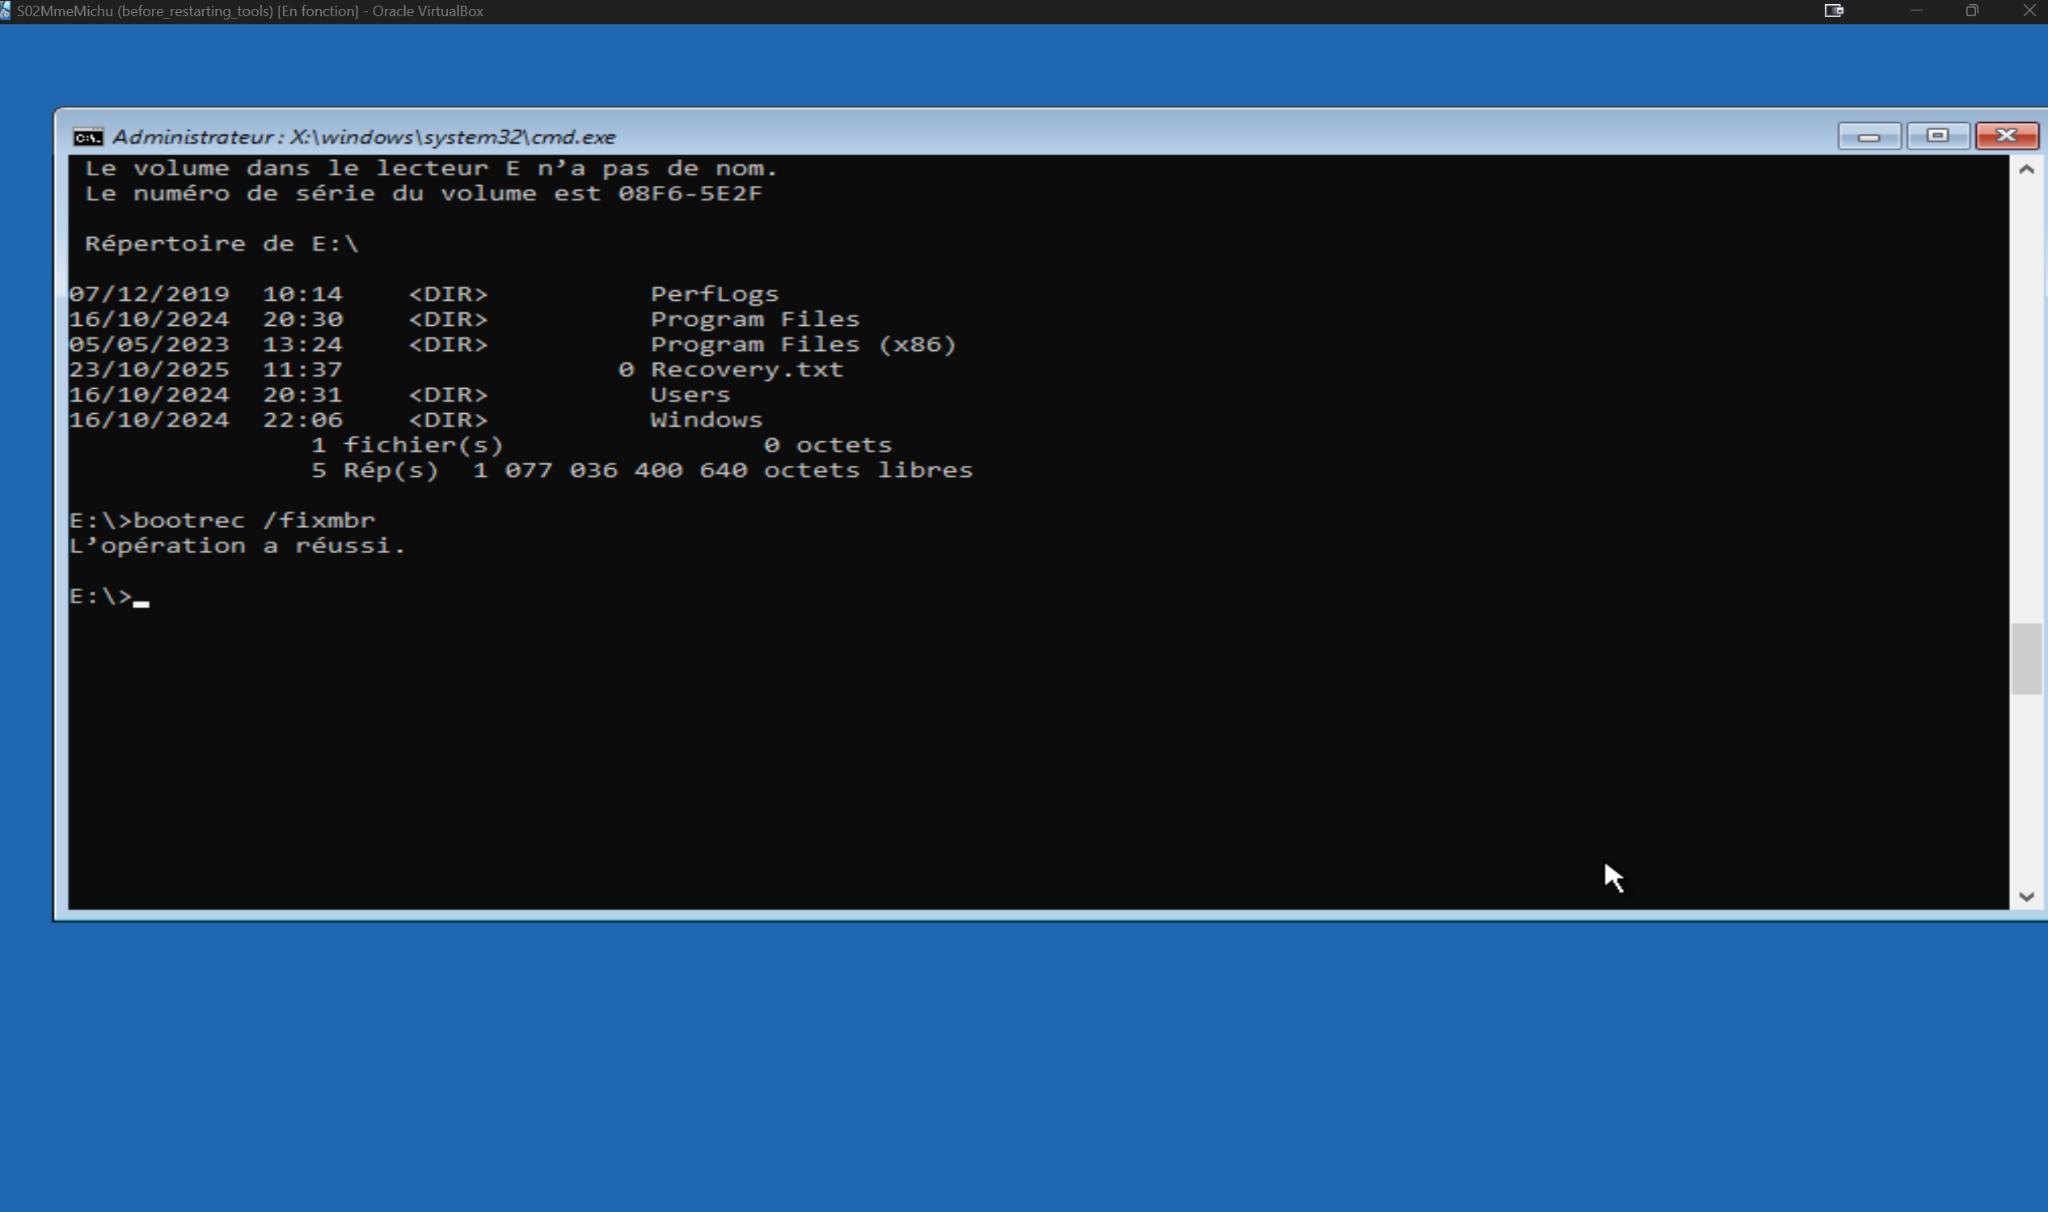 S02MmeMichu (before_restarting_tools) [En fonction] - Oracle VirtualBox
Administrateur : X:\windows\system32\cmd.exe
 Le volume dans le lecteur E n’a pas de nom.
 Le numéro de série du volume est 08F6-5E2F

 Répertoire de E:\

07/12/2019  10:14    <DIR>          PerfLogs
16/10/2024  20:30    <DIR>          Program Files
05/05/2023  13:24    <DIR>          Program Files (x86)
23/10/2025  11:37                 0 Recovery.txt
16/10/2024  20:31    <DIR>          Users
16/10/2024  22:06    <DIR>          Windows
               1 fichier(s)                0 octets
               5 Rép(s)  1 077 036 400 640 octets libres

E:\>bootrec /fixmbr
L’opération a réussi.

E:\>